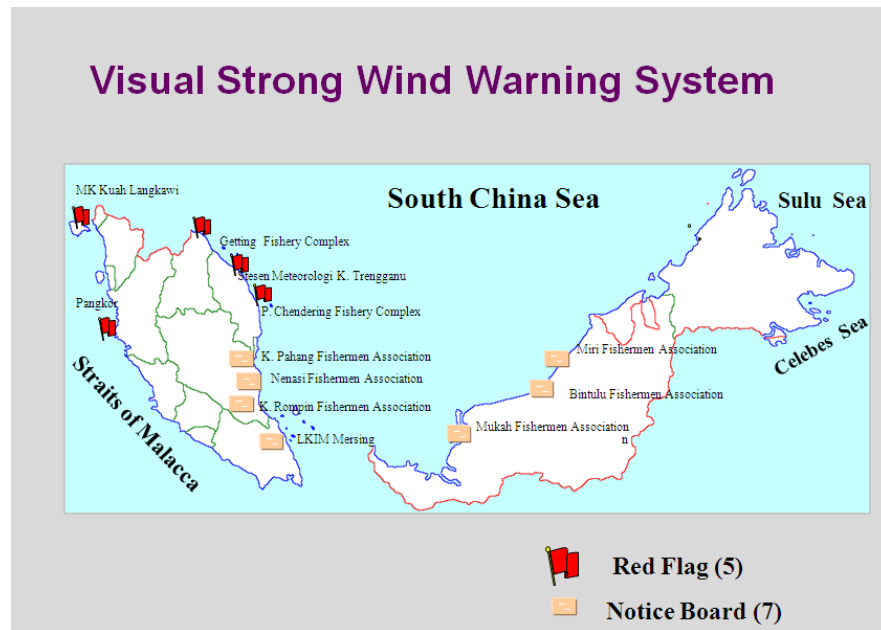 Visual Strong Wind Warning System
MK Kuah Langkawi
South China Sea
Sulu Sea
Getting Fishery Complex
Stesen Meteorologi K. Trengganu
Pangkor
P. Chendering Fishery Complex
Celebes Sea
Straits of Malacca
K. Pahang Fishermen Association
Miri Fishermen Association
Nenasi Fishermen Association
Bintulu Fishermen Association
K. Rompin Fishermen Association
Mukah Fishermen Association
n
LKIM Mersing
Red Flag (5)
Notice Board (7)